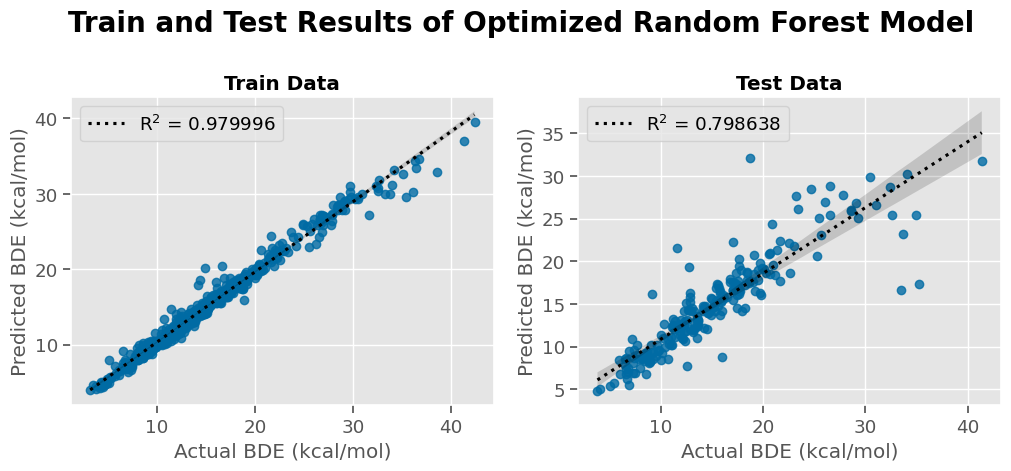 Train and Test Results of Optimized Random Forest Model
Train Data
R² = 0.979996
40
30
20
10
Predicted BDE (kcal/mol)
10 20 30 40
Actual BDE (kcal/mol)
Test Data
R² = 0.798638
35
30
25
20
15
10
5
Predicted BDE (kcal/mol)
10 20 30 40
Actual BDE (kcal/mol)